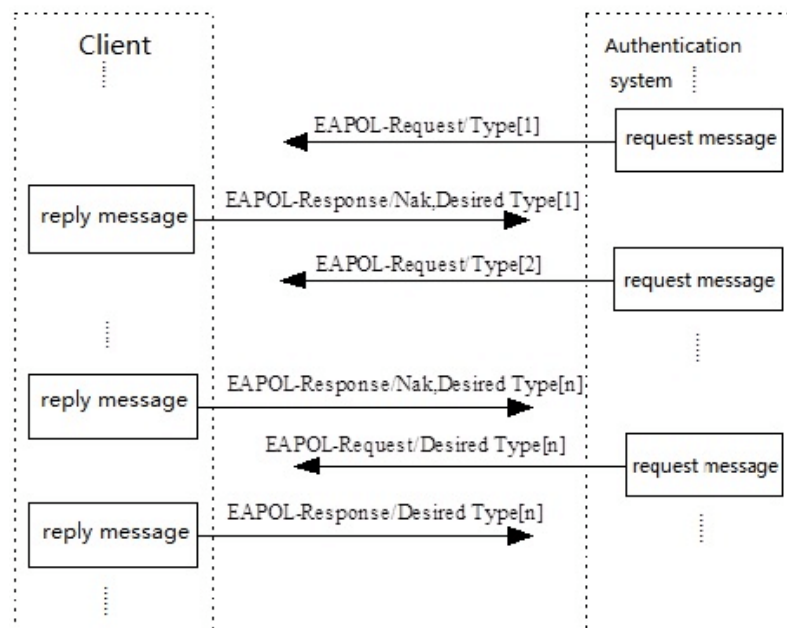 Client
Authentication
system
EAPOL-Request/Type[1]
request message
reply message
EAPOL-Response/Nak,Desired Type[1]
EAPOL-Request/Type[2]
request message
reply message
EAPOL-Response/Nak,Desired Type[n]
EAPOL-Request/Desired Type[n]
request message
reply message
EAPOL-Response/Desired Type[n]